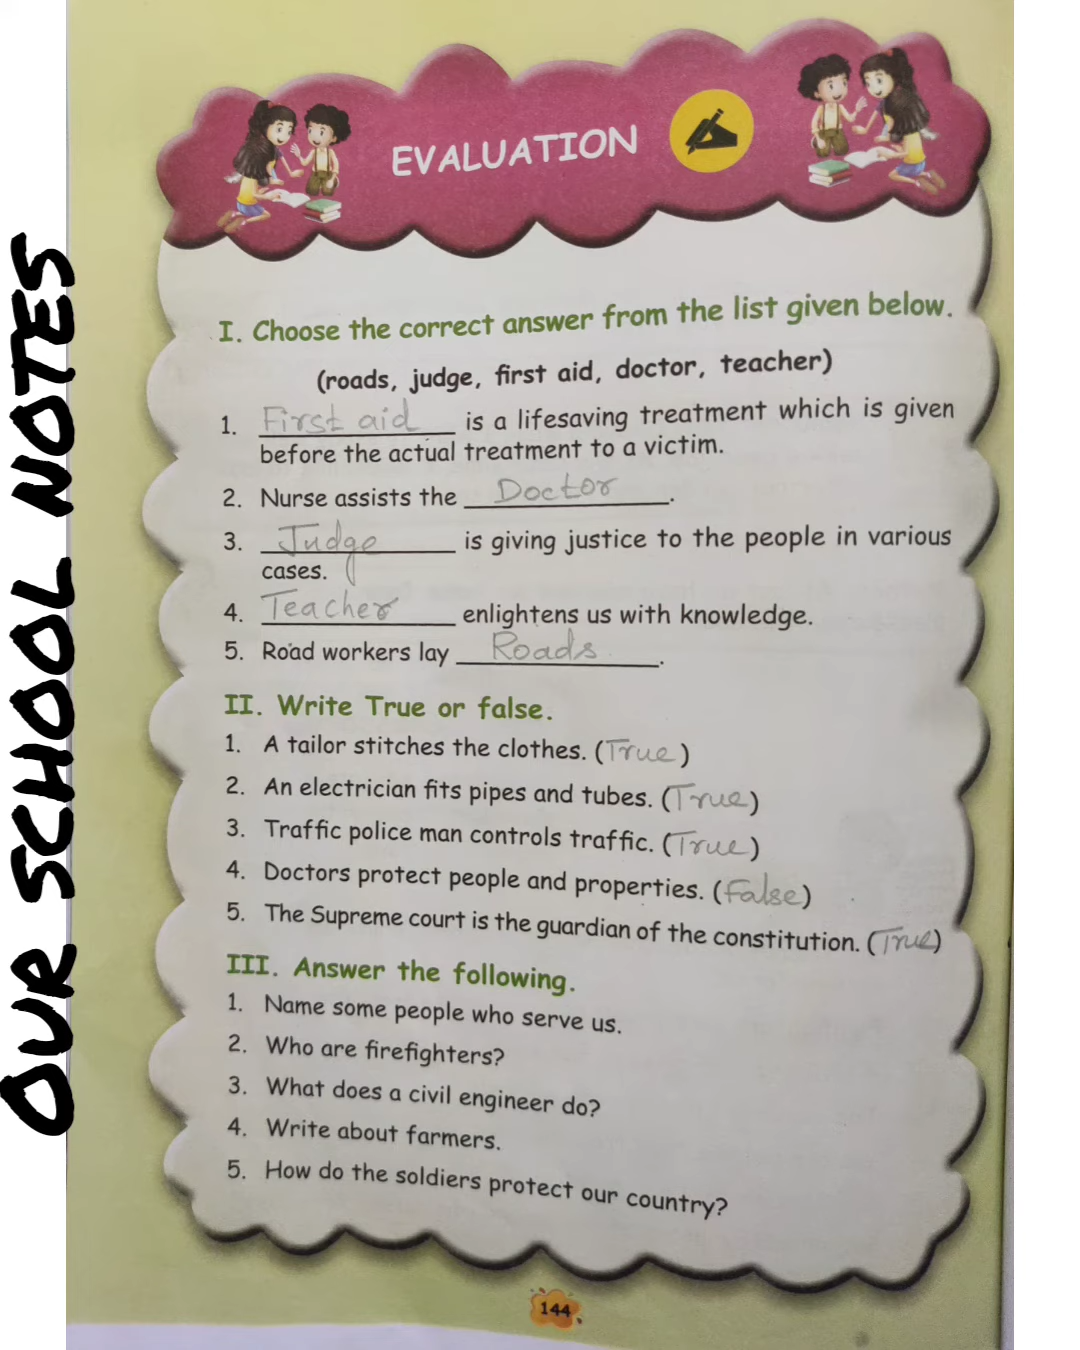 OUR SCHOOL NOTES
EVALUATION
I. Choose the correct answer from the list given below.
(roads, judge, first aid, doctor, teacher)
1. First aid is a lifesaving treatment which is given
before the actual treatment to a victim.
2. Nurse assists the Doctor.
3. Judge is giving justice to the people in various
cases.
4. Teacher enlightens us with knowledge.
5. Road workers lay Roads.
II. Write True or false.
1. A tailor stitches the clothes. (True)
2. An electrician fits pipes and tubes. (True)
3. Traffic police man controls traffic. (True)
4. Doctors protect people and properties. (False)
5. The Supreme court is the guardian of the constitution. (True)
III. Answer the following.
1. Name some people who serve us.
2. Who are firefighters?
3. What does a civil engineer do?
4. Write about farmers.
5. How do the soldiers protect our country?
144